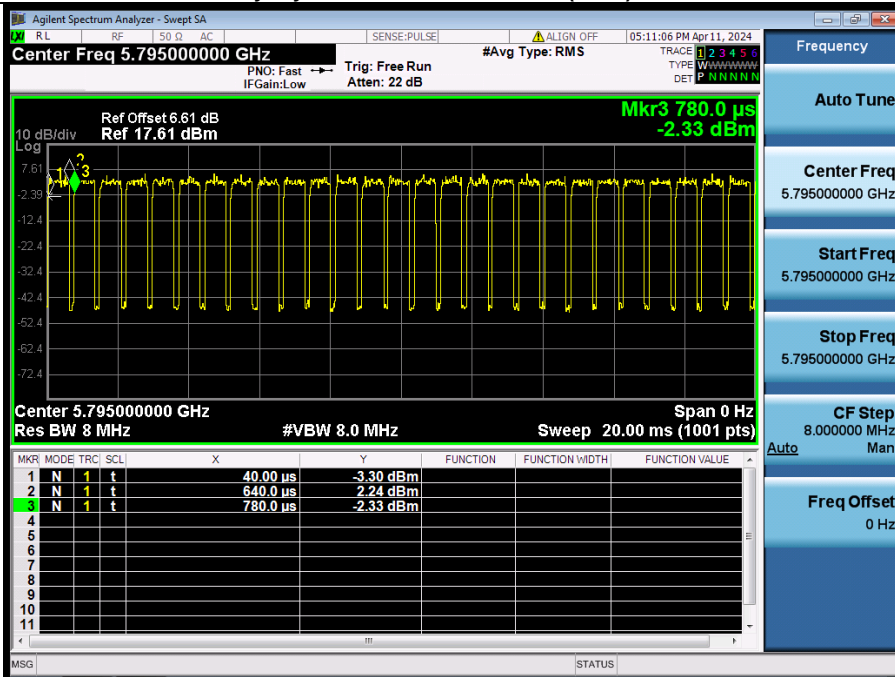 Agilent Spectrum Analyzer - Swept SA
RL RF 50 Ω AC SENSE:PULSE ALIGN OFF 05:11:06 PM Apr 11, 2024
Center Freq 5.795000000 GHz #Avg Type: RMS TRACE 1 2 3 4 5 6
PNO: Fast Trig: Free Run TYPE WWWWWW
IFGain:Low Atten: 22 dB DET P N N N N N
Frequency
Auto Tune
Center Freq
5.795000000 GHz
Start Freq
5.795000000 GHz
Stop Freq
5.795000000 GHz
CF Step
8.000000 MHz
Auto Man
Freq Offset
0 Hz
Mkr3 780.0 µs
-2.33 dBm
Ref Offset 6.61 dB
10 dB/div Ref 17.61 dBm
Log
7.61
-2.39
-12.4
-22.4
-32.4
-42.4
-52.4
-62.4
-72.4
1 2 3
Center 5.795000000 GHz Span 0 Hz
Res BW 8 MHz #VBW 8.0 MHz Sweep 20.00 ms (1001 pts)
MKR MODE TRC SCL X Y FUNCTION FUNCTION WIDTH FUNCTION VALUE
1 N 1 t 40.00 µs -3.30 dBm
2 N 1 t 640.0 µs 2.24 dBm
3 N 1 t 780.0 µs -2.33 dBm
4
5
6
7
8
9
10
11
MSG STATUS